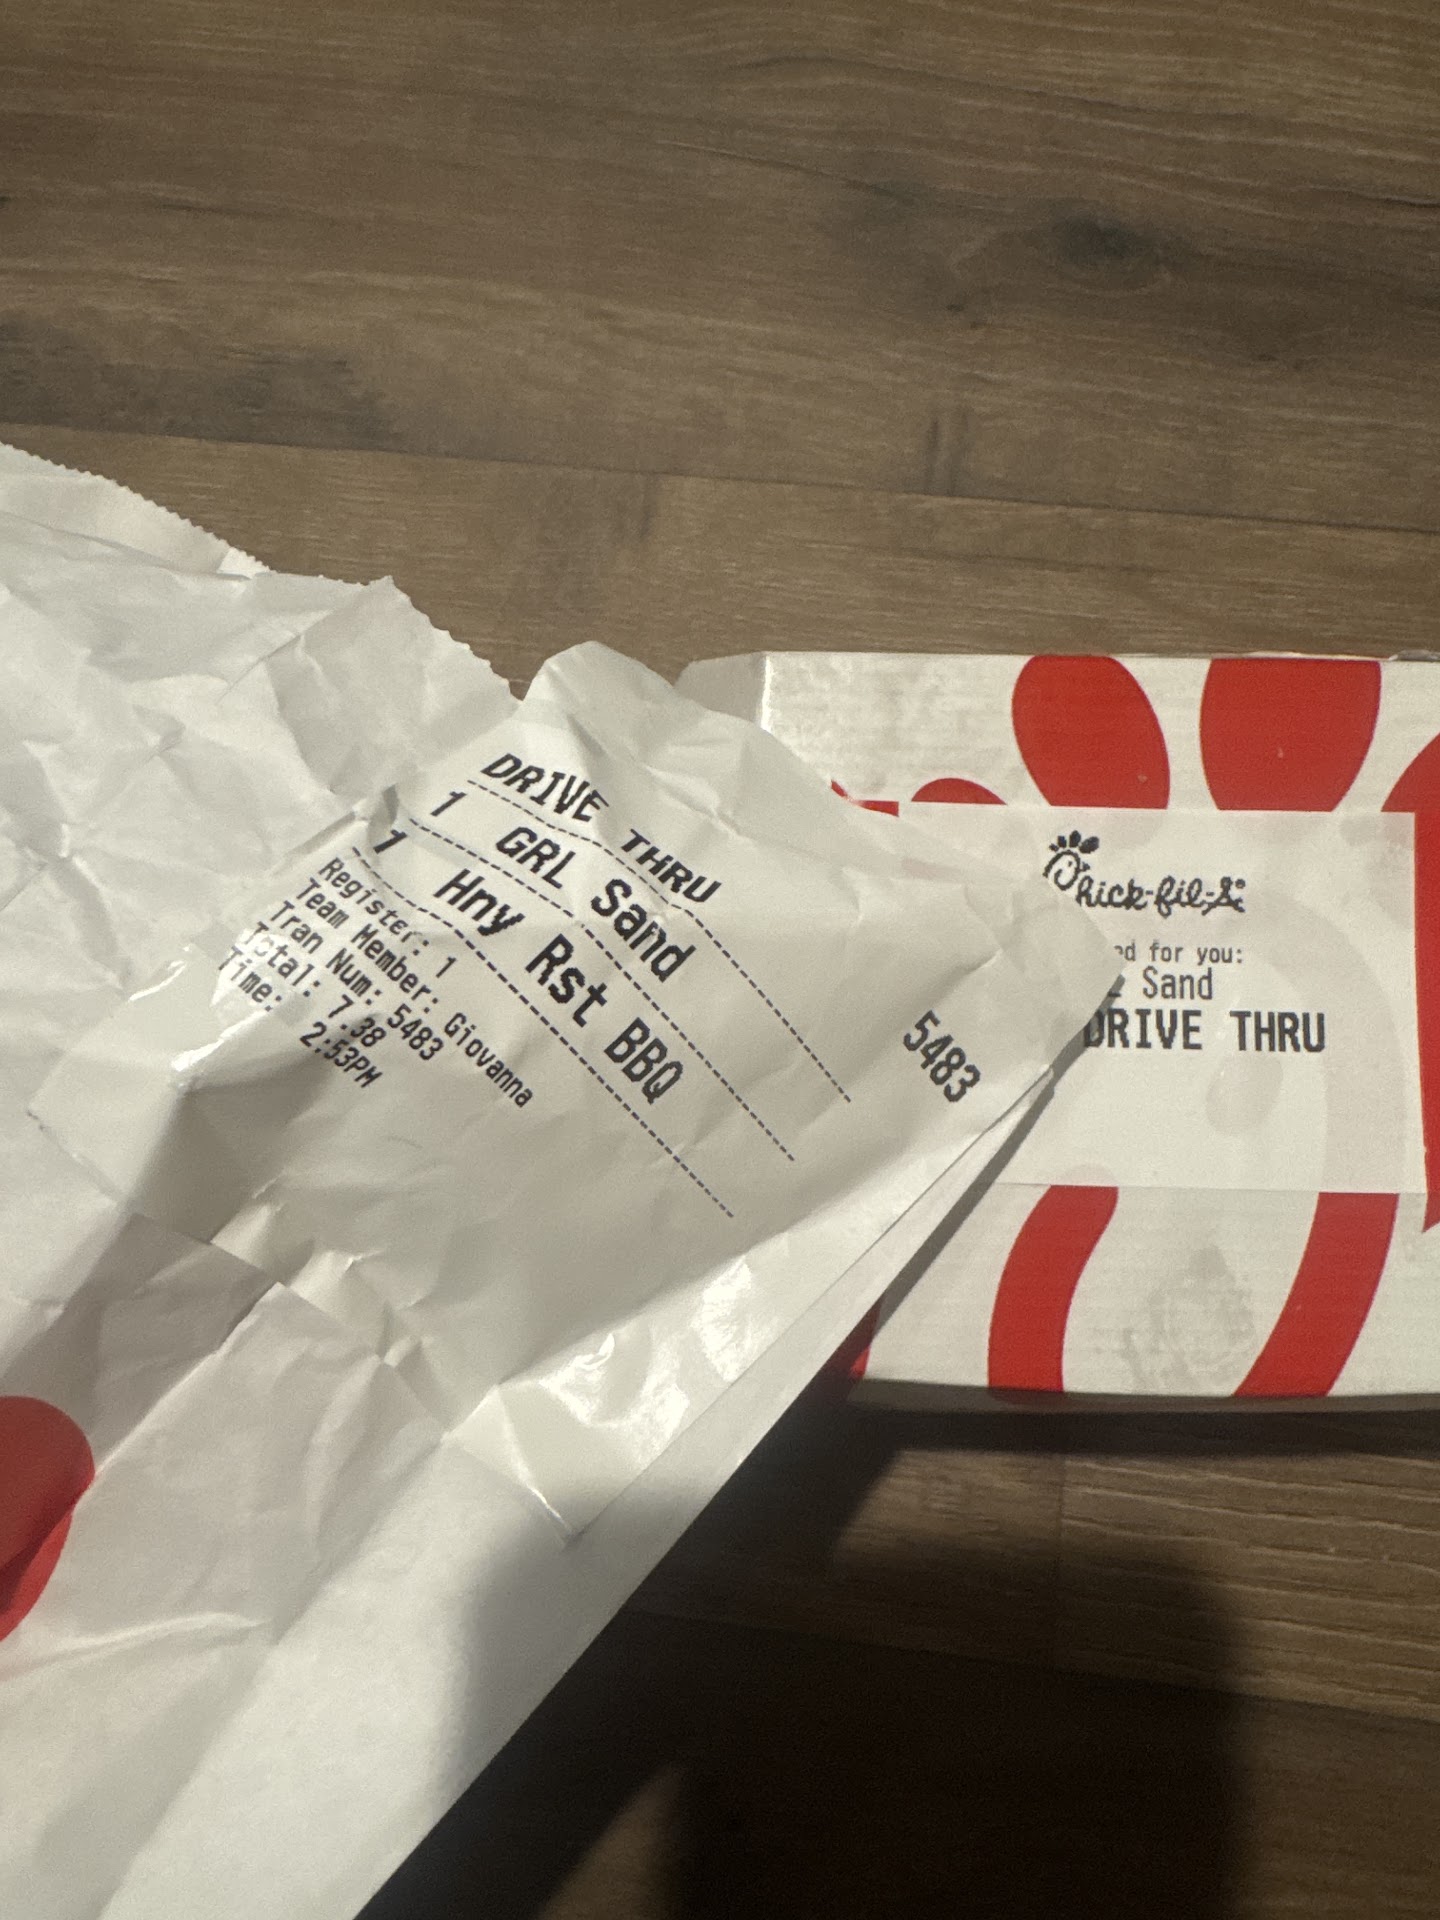 DRIVE THRU
1 GRL Sand
1 Hny Rst BBQ
Register: 1
Team Member: Giovanna
Tran Num: 5483
Total: 7.38
Time: 2:53PM
5483
Chick-fil-A
for you:
Sand
DRIVE THRU